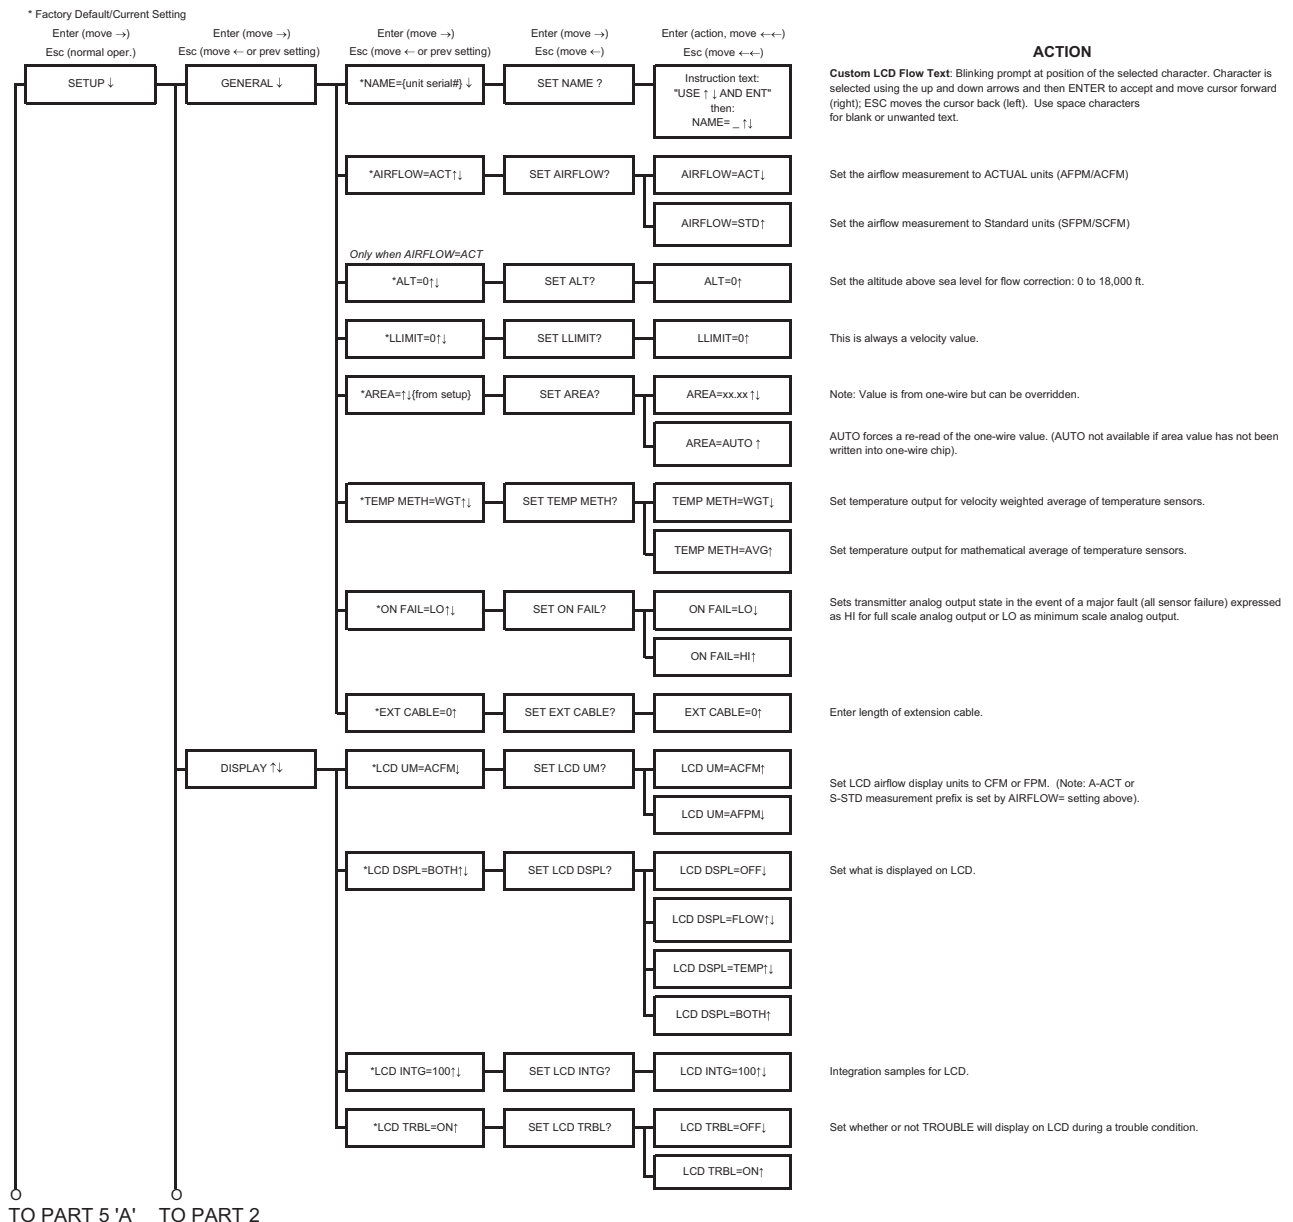 * Factory Default/Current Setting
Enter (move →) Enter (move →) Enter (move →) Enter (move →) Enter (action, move ←←)
Esc (normal oper.) Esc (move ← or prev setting) Esc (move ← or prev setting) Esc (move ←) Esc (move ←←)
ACTION
SETUP ↓
GENERAL ↓
*NAME={unit serial#} ↓
SET NAME ?
Instruction text:
"USE ↑ ↓ AND ENT"
then:
NAME= _ ↑↓
Custom LCD Flow Text: Blinking prompt at position of the selected character. Character is
selected using the up and down arrows and then ENTER to accept and move cursor forward
(right); ESC moves the cursor back (left). Use space characters
for blank or unwanted text.
*AIRFLOW=ACT↑↓
SET AIRFLOW?
AIRFLOW=ACT↓
Set the airflow measurement to ACTUAL units (AFPM/ACFM)
AIRFLOW=STD↑
Set the airflow measurement to Standard units (SFPM/SCFM)
Only when AIRFLOW=ACT
*ALT=0↑↓
SET ALT?
ALT=0↑
Set the altitude above sea level for flow correction: 0 to 18,000 ft.
*LLIMIT=0↑↓
SET LLIMIT?
LLIMIT=0↑
This is always a velocity value.
*AREA=↑↓{from setup}
SET AREA?
AREA=xx.xx ↑↓
Note: Value is from one-wire but can be overridden.
AREA=AUTO ↑
AUTO forces a re-read of the one-wire value. (AUTO not available if area value has not been
written into one-wire chip).
*TEMP METH=WGT↑↓
SET TEMP METH?
TEMP METH=WGT↓
Set temperature output for velocity weighted average of temperature sensors.
TEMP METH=AVG↑
Set temperature output for mathematical average of temperature sensors.
*ON FAIL=LO↑↓
SET ON FAIL?
ON FAIL=LO↓
Sets transmitter analog output state in the event of a major fault (all sensor failure) expressed
as HI for full scale analog output or LO as minimum scale analog output.
ON FAIL=HI↑
*EXT CABLE=0↑
SET EXT CABLE?
EXT CABLE=0↑
Enter length of extension cable.
DISPLAY ↑↓
*LCD UM=ACFM↓
SET LCD UM?
LCD UM=ACFM↑
Set LCD airflow display units to CFM or FPM. (Note: A-ACT or
S-STD measurement prefix is set by AIRFLOW= setting above).
LCD UM=AFPM↓
*LCD DSPL=BOTH↑↓
SET LCD DSPL?
LCD DSPL=OFF↓
Set what is displayed on LCD.
LCD DSPL=FLOW↑↓
LCD DSPL=TEMP↑↓
LCD DSPL=BOTH↑
*LCD INTG=100↑↓
SET LCD INTG?
LCD INTG=100↑↓
Integration samples for LCD.
*LCD TRBL=ON↑
SET LCD TRBL?
LCD TRBL=OFF↓
Set whether or not TROUBLE will display on LCD during a trouble condition.
LCD TRBL=ON↑
O O
TO PART 5 'A' TO PART 2